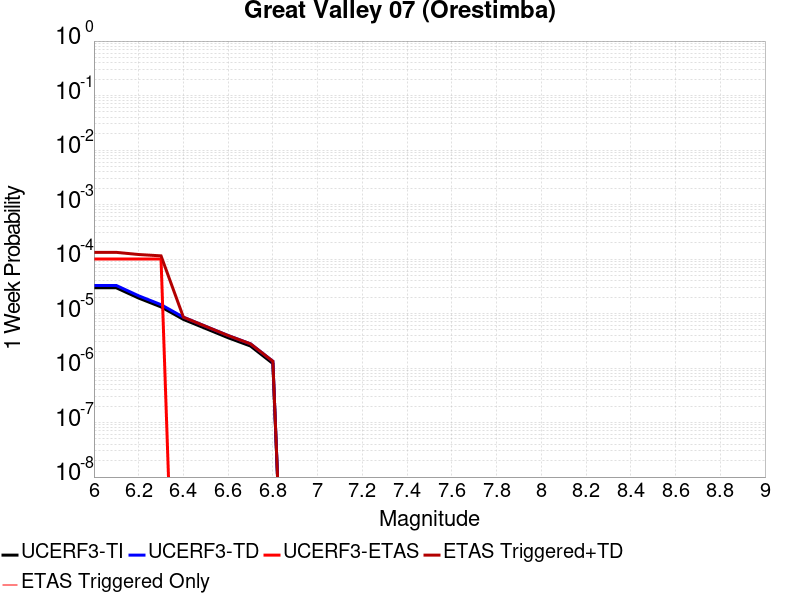 Great Valley 07 (Orestimba)
10^0
10^-1
10^-2
10^-3
10^-4
10^-5
10^-6
10^-7
10^-8
1 Week Probability
6 6.2 6.4 6.6 6.8 7 7.2 7.4 7.6 7.8 8 8.2 8.4 8.6 8.8 9
Magnitude
UCERF3-TI UCERF3-TD UCERF3-ETAS ETAS Triggered+TD
ETAS Triggered Only